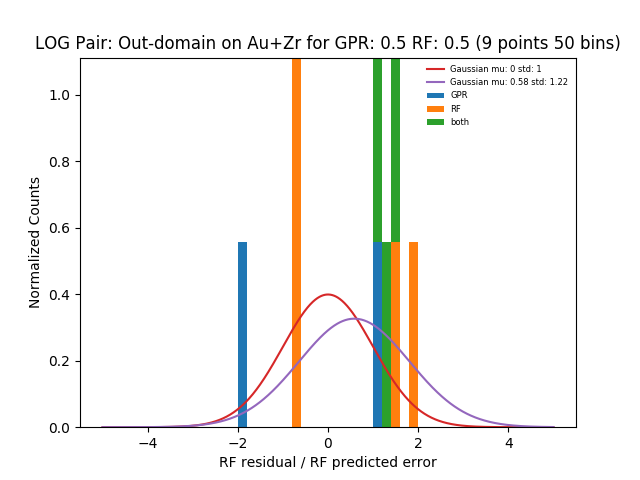 LOG Pair: Out-domain on Au+Zr for GPR: 0.5 RF: 0.5 (9 points 50 bins)
Gaussian mu: 0 std: 1
Gaussian mu: 0.58 std: 1.22
GPR
RF
both
Normalized Counts
1.0
0.8
0.6
0.4
0.2
0.0
−4
−2
0
2
4
RF residual / RF predicted error